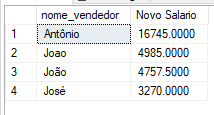 nome_vendedor Novo Salario
1 Antônio 16745.0000
2 Joao 4985.0000
3 João 4757.5000
4 José 3270.0000